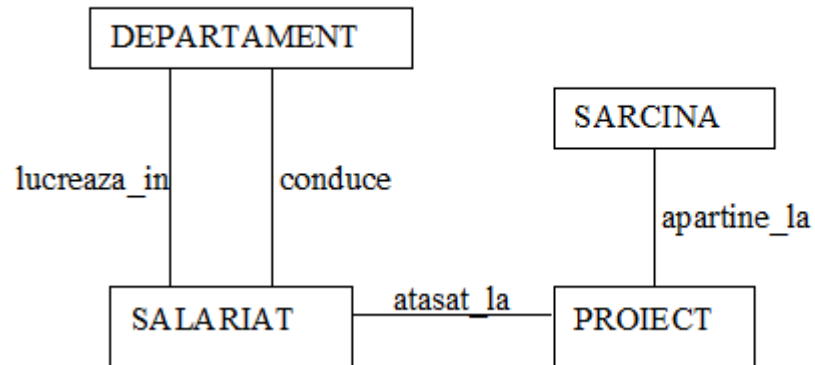 DEPARTAMENT
SARCINA
lucreaza_in
conduce
apartine_la
atasat_la
SALARIAT
PROIECT